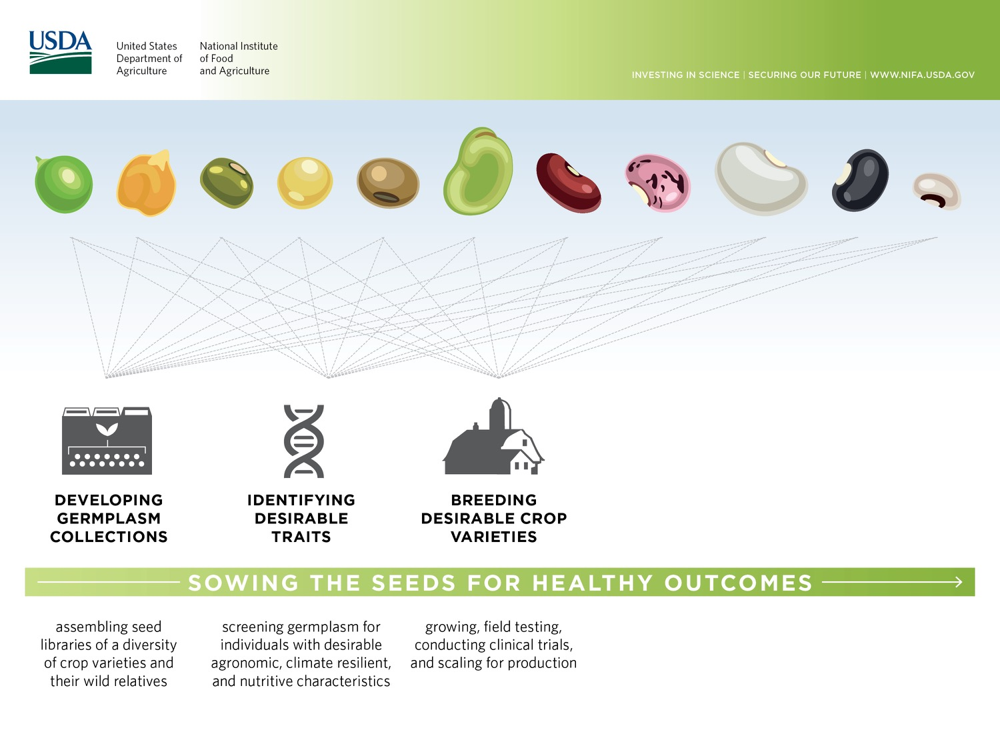 USDA
United States
Department of
Agriculture
National Institute
of Food
and Agriculture
INVESTING IN SCIENCE | SECURING OUR FUTURE | WWW.NIFA.USDA.GOV
DEVELOPING
GERMPLASM
COLLECTIONS
IDENTIFYING
DESIRABLE
TRAITS
BREEDING
DESIRABLE CROP
VARIETIES
SOWING THE SEEDS FOR HEALTHY OUTCOMES
assembling seed
libraries of a diversity
of crop varieties and
their wild relatives
screening germplasm for
individuals with desirable
agronomic, climate resilient,
and nutritive characteristics
growing, field testing,
conducting clinical trials,
and scaling for production